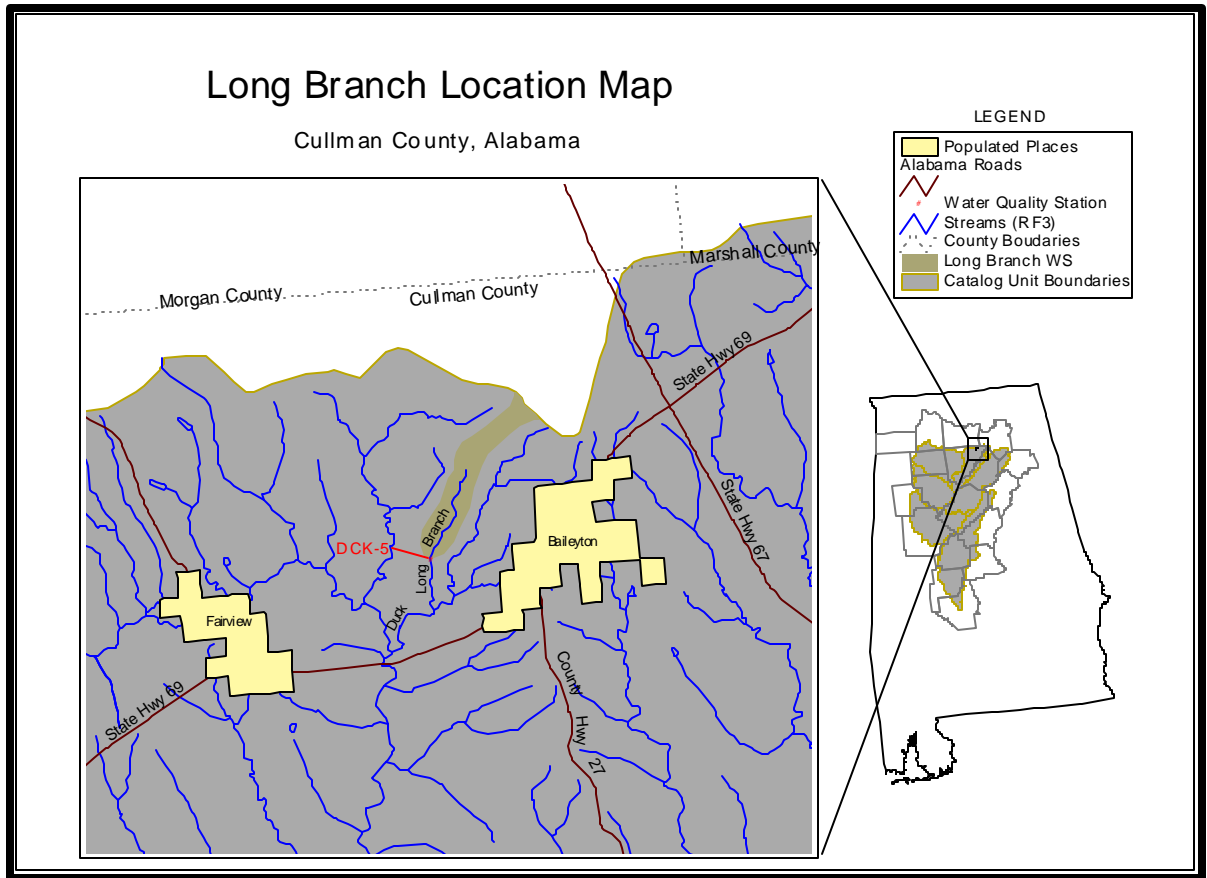 Long Branch Location Map
Cullman County, Alabama
LEGEND
Populated Places
Alabama Roads
Water Quality Station
Streams (RF3)
County Boudaries
Long Branch WS
Catalog Unit Boundaries
Marshall County
Morgan County
Cullman County
State Hwy 69
State Hwy 67
Branch
Long
DCK-5
Baileyton
Duck
Fairview
County
Hwy
27
State Hwy 69